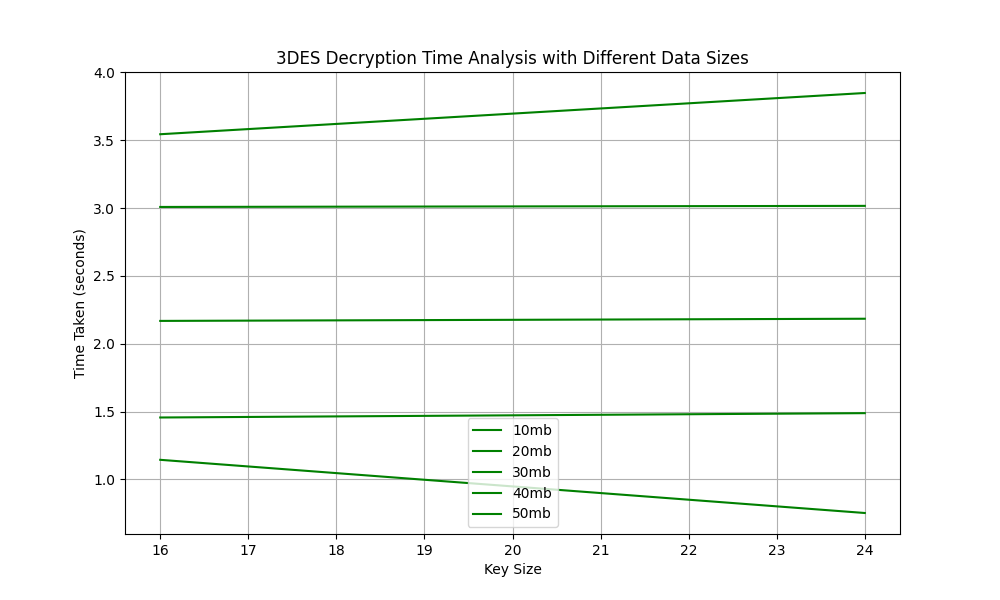 3DES Decryption Time Analysis with Different Data Sizes
4.0
3.5
3.0
2.5
2.0
1.5
1.0
Time Taken (seconds)
10mb
20mb
30mb
40mb
50mb
16 17 18 19 20 21 22 23 24
Key Size